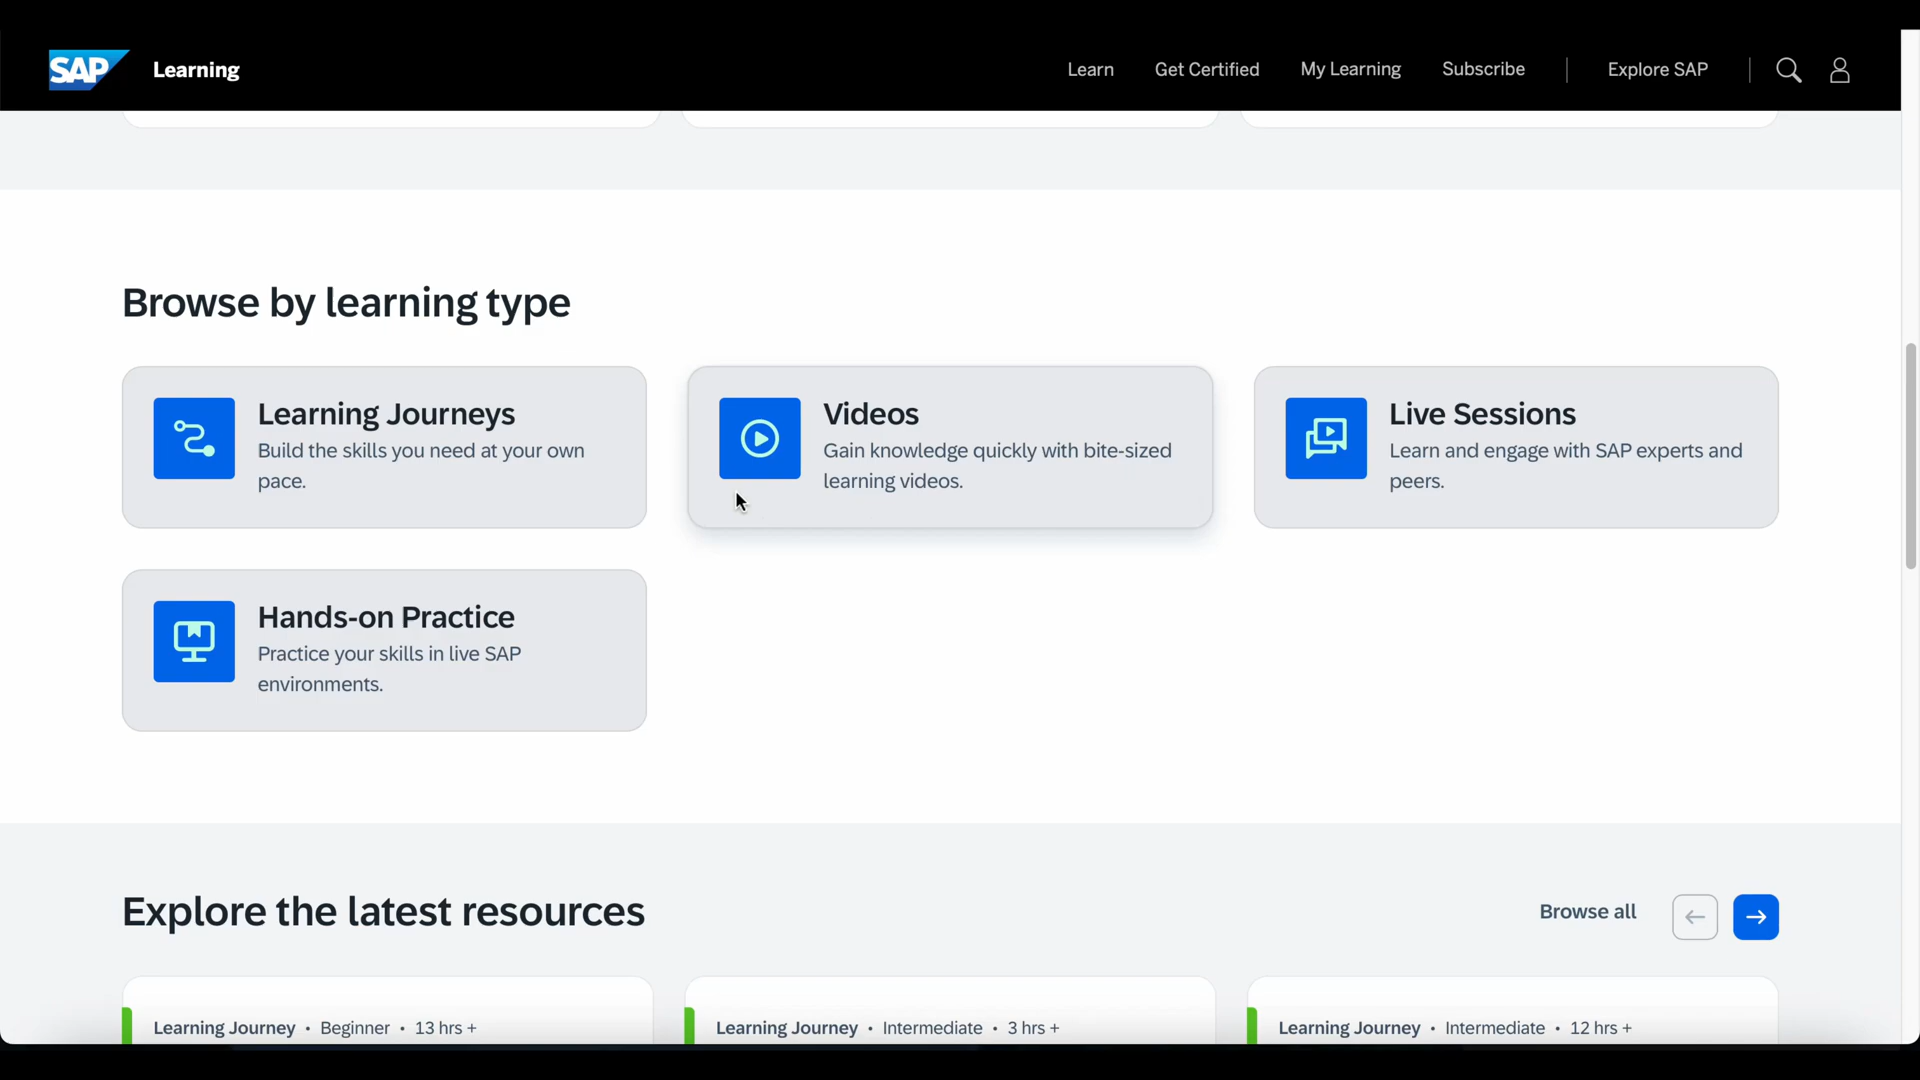 SAP Learning Learn Get Certified My Learning Subscribe Explore SAP
Browse by learning type
Learning Journeys
Build the skills you need at your own
pace.
Videos
Gain knowledge quickly with bite-sized
learning videos.
Live Sessions
Learn and engage with SAP experts and
peers.
Hands-on Practice
Practice your skills in live SAP
environments.
Explore the latest resources
Browse all
Learning Journey • Beginner • 13 hrs +
Learning Journey • Intermediate • 3 hrs +
Learning Journey • Intermediate • 12 hrs +